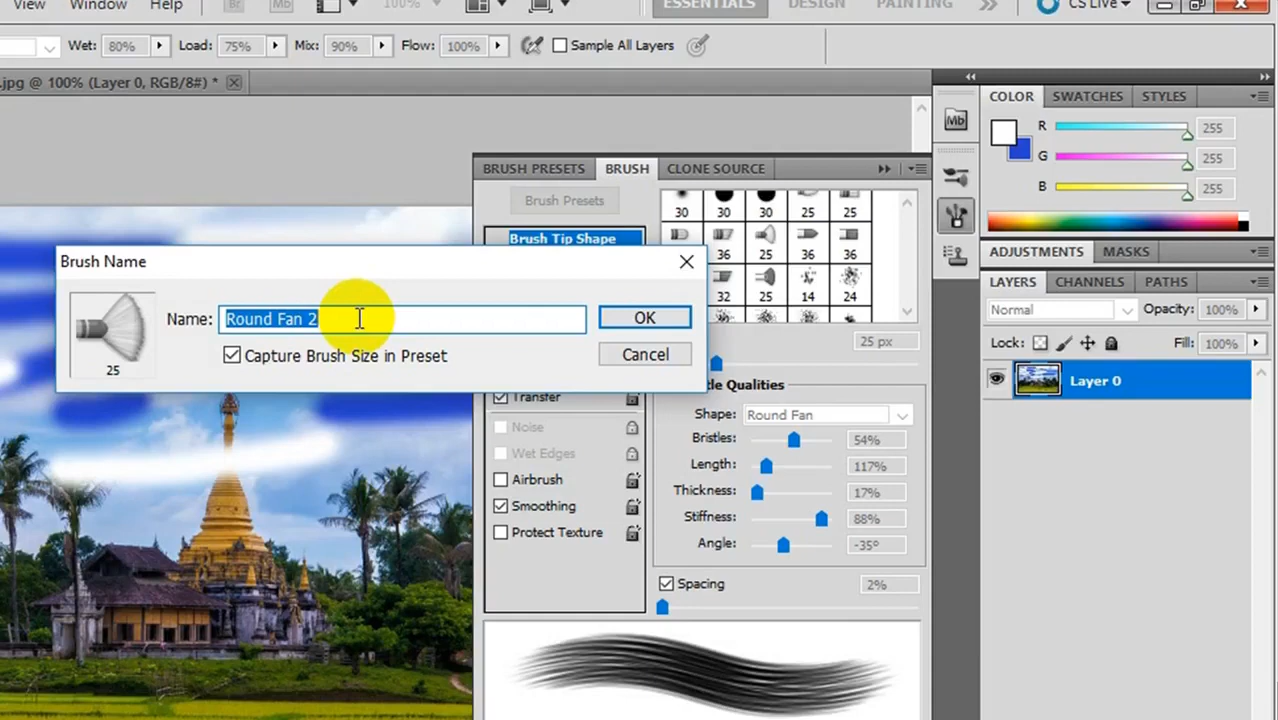 View Window Help Br Mb 100% ESSENTIALS DESIGN PAINTING CS Live
Wet: 80% Load: 75% Mix: 90% Flow: 100% Sample All Layers
.jpg @ 100% (Layer 0, RGB/8#) *
COLOR SWATCHES STYLES
Mb
R 255
G 255
B 255
BRUSH PRESETS BRUSH CLONE SOURCE
Brush Presets
30 30 30 25 25
Brush Tip Shape
36 25 36 36
32 25 14 24
ADJUSTMENTS MASKS
LAYERS CHANNELS PATHS
Normal Opacity: 100%
Lock: Fill: 100%
Layer 0
Brush Name
Name: Round Fan 2 OK
Capture Brush Size in Preset Cancel
25
25 px
tle Qualities
Transfer
Shape: Round Fan
Noise
Bristles 54%
Wet Edges
Length: 117%
Airbrush
Thickness: 17%
Smoothing
Stiffness: 88%
Protect Texture
Angle: -35º
Spacing 2%